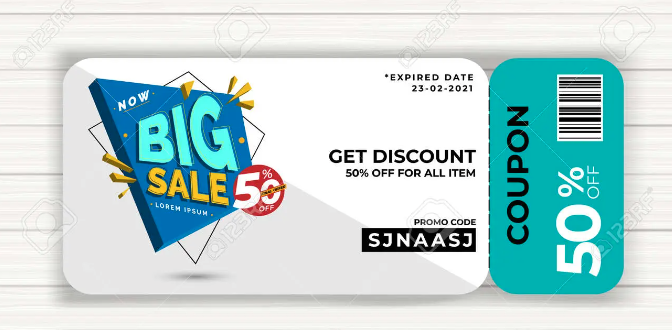 NOW
BIG
SALE
50%
OFF
LOREM IPSUM
*EXPIRED DATE
23-02-2021
GET DISCOUNT
50% OFF FOR ALL ITEM
PROMO CODE
SJNAASJ
COUPON
50%
OFF
123RF